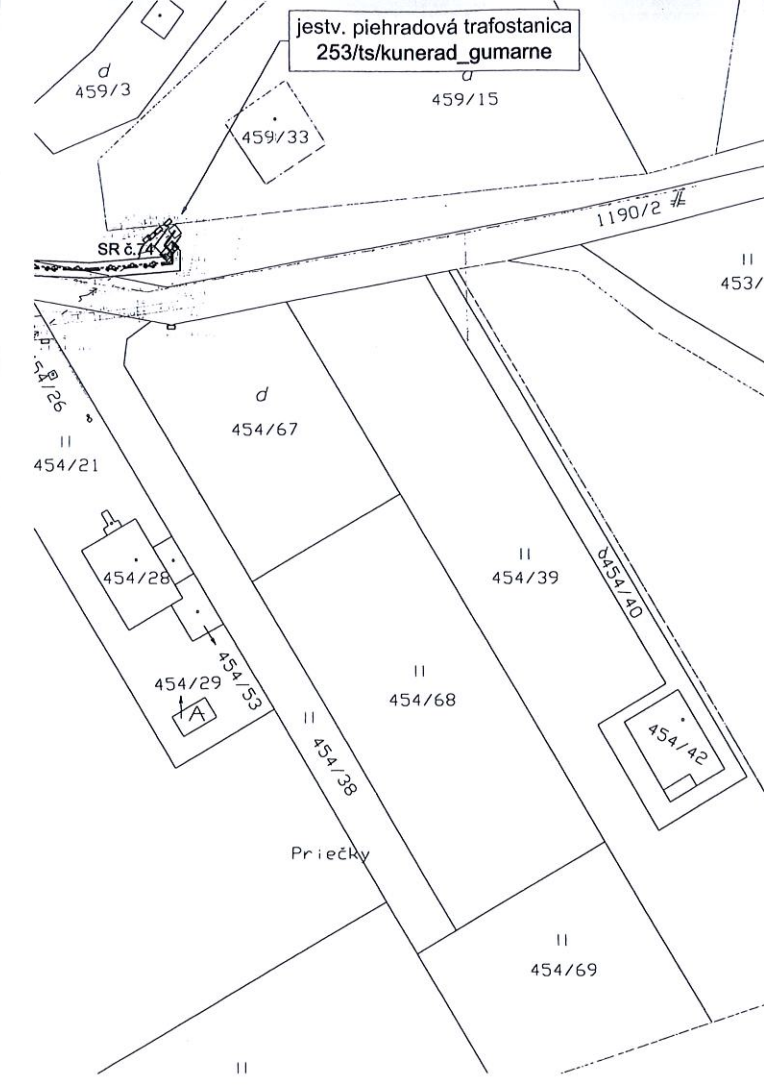 jestv. piehradová trafostanica
253/ts/kunerad_gumarne
d
459/3
d
459/15
459/33
1190/2
SR č.74
II
453/
54/26
II
454/21
d
454/67
454/28
II
454/39
454/40
454/53
454/29
II
454/68
II
454/38
454/42
Priečky
II
454/69
II